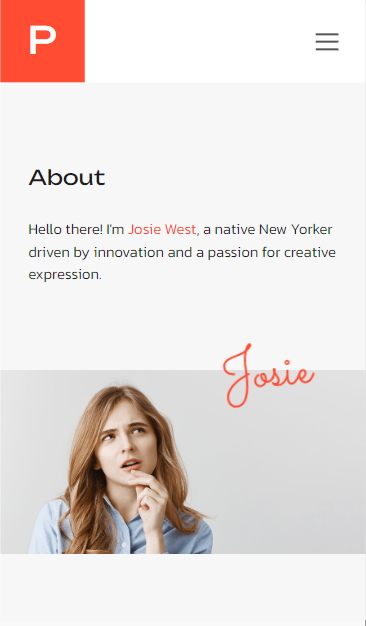 P
About
Hello there! I'm Josie West, a native New Yorker
driven by innovation and a passion for creative
expression.
Josie